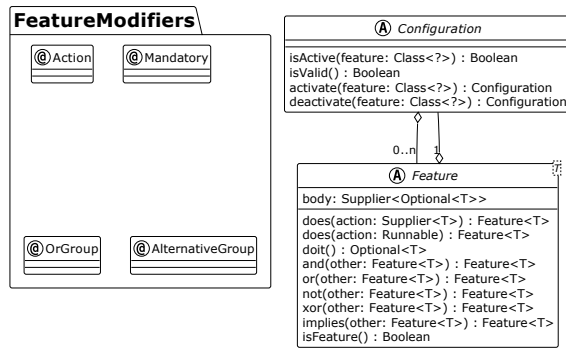 FeatureModifiers
@ Action
@ Mandatory
@ OrGroup
@ AlternativeGroup
A Configuration
isActive(feature: Class<?>) : Boolean
isValid() : Boolean
activate(feature: Class<?>) : Configuration
deactivate(feature: Class<?>) : Configuration
0..n
1
T
A Feature
body: Supplier<Optional<T>>
does(action: Supplier<T>) : Feature<T>
does(action: Runnable) : Feature<T>
doit() : Optional<T>
and(other: Feature<T>) : Feature<T>
or(other: Feature<T>) : Feature<T>
not(other: Feature<T>) : Feature<T>
xor(other: Feature<T>) : Feature<T>
implies(other: Feature<T>) : Feature<T>
isFeature() : Boolean